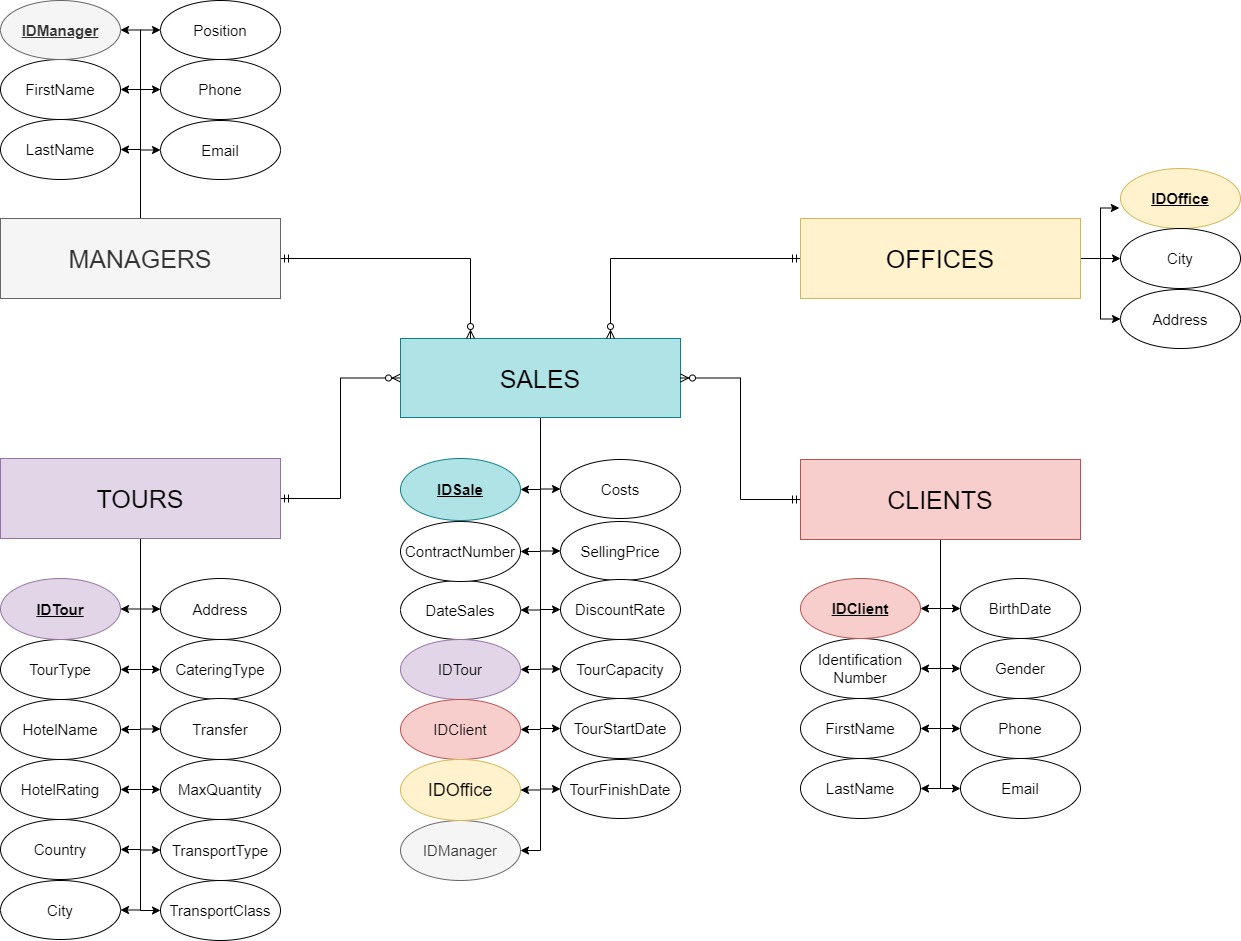 IDManager
Position
FirstName
Phone
LastName
Email
MANAGERS
OFFICES
IDOffice
City
Address
SALES
TOURS
CLIENTS
IDTour
Address
TourType
CateringType
HotelName
Transfer
HotelRating
MaxQuantity
Country
TransportType
City
TransportClass
IDSale
Costs
ContractNumber
SellingPrice
DateSales
DiscountRate
IDTour
TourCapacity
IDClient
TourStartDate
IDOffice
TourFinishDate
IDManager
IDClient
BirthDate
Identification
Number
Gender
FirstName
Phone
LastName
Email